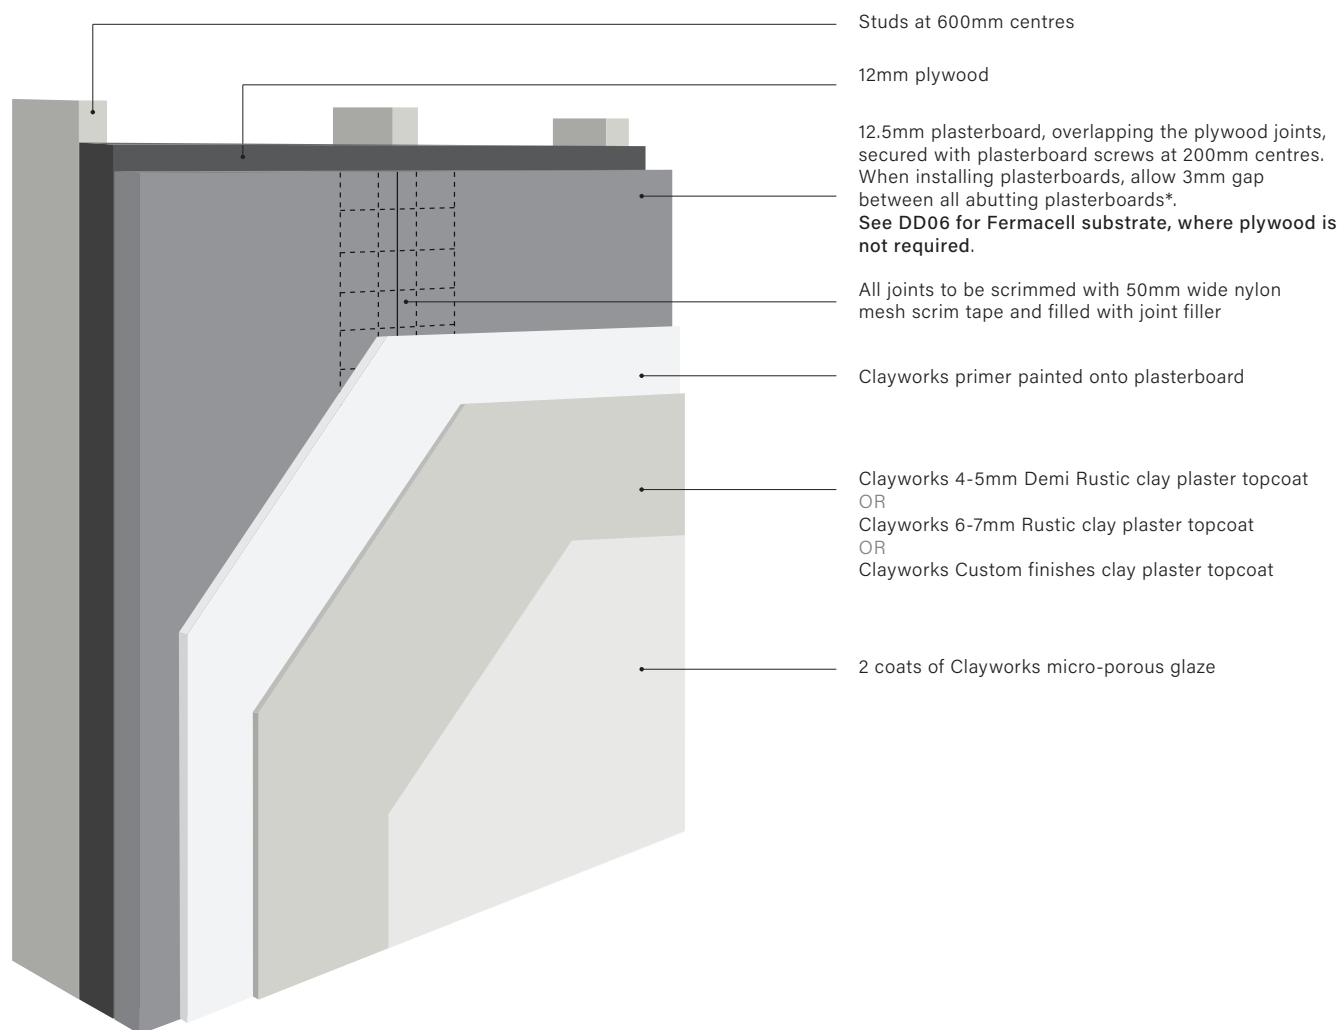 Studs at 600mm centres
12mm plywood
12.5mm plasterboard, overlapping the plywood joints,
secured with plasterboard screws at 200mm centres.
When installing plasterboards, allow 3mm gap
between all abutting plasterboards*.
See DD06 for Fermacell substrate, where plywood is
not required.
All joints to be scrimmed with 50mm wide nylon
mesh scrim tape and filled with joint filler
Clayworks primer painted onto plasterboard
Clayworks 4-5mm Demi Rustic clay plaster topcoat
OR
Clayworks 6-7mm Rustic clay plaster topcoat
OR
Clayworks Custom finishes clay plaster topcoat
2 coats of Clayworks micro-porous glaze